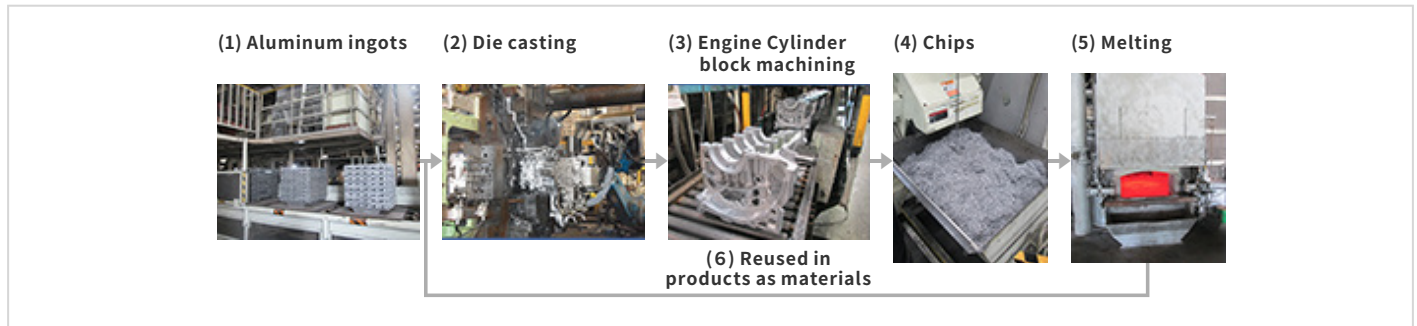 (1) Aluminum ingots
(2) Die casting
(3) Engine Cylinder
block machining
(4) Chips
(5) Melting
(6) Reused in
products as materials